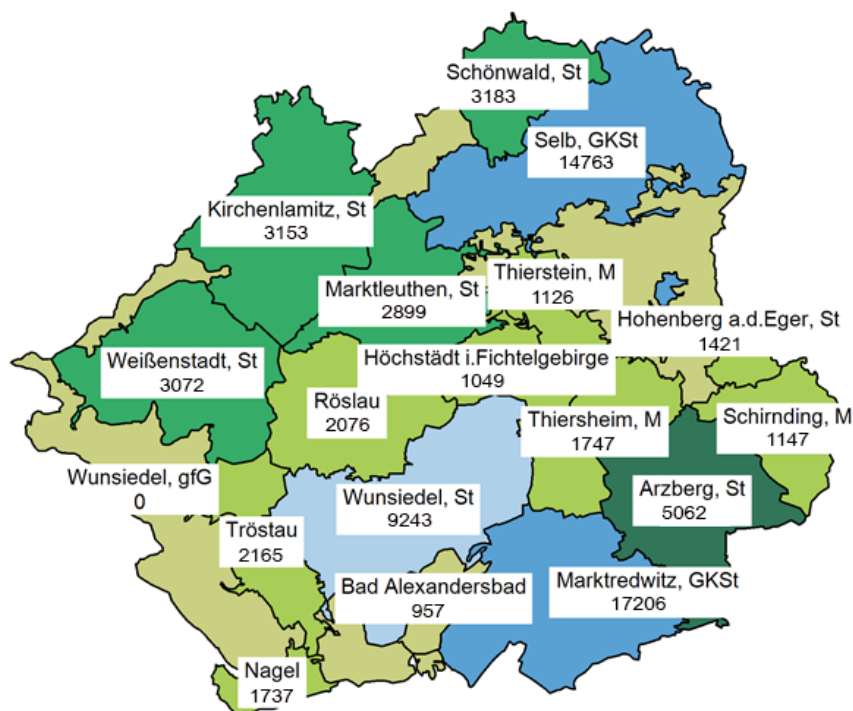 Schönwald, St
3183
Selb, GKSt
14763
Kirchenlamitz, St
3153
Thierstein, M
1126
Marktleuthen, St
2899
Hohenberg a.d.Eger, St
1421
Weißenstadt, St
3072
Höchstädt i.Fichtelgebirge
1049
Röslau
2076
Thiersheim, M
1747
Schirnding, M
1147
Wunsiedel, gfG
0
Wunsiedel, St
9243
Arzberg, St
5062
Tröstau
2165
Bad Alexandersbad
957
Marktredwitz, GKSt
17206
Nagel
1737